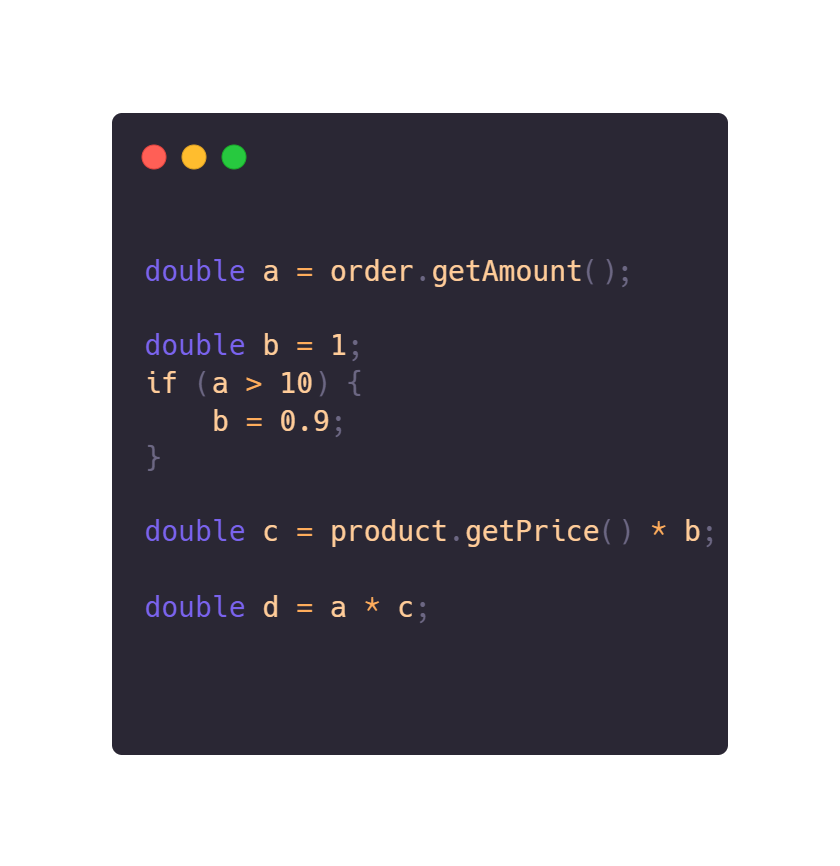 double a = order.getAmount();
double b = 1;
if (a > 10) {
    b = 0.9;
}
double c = product.getPrice() * b;
double d = a * c;